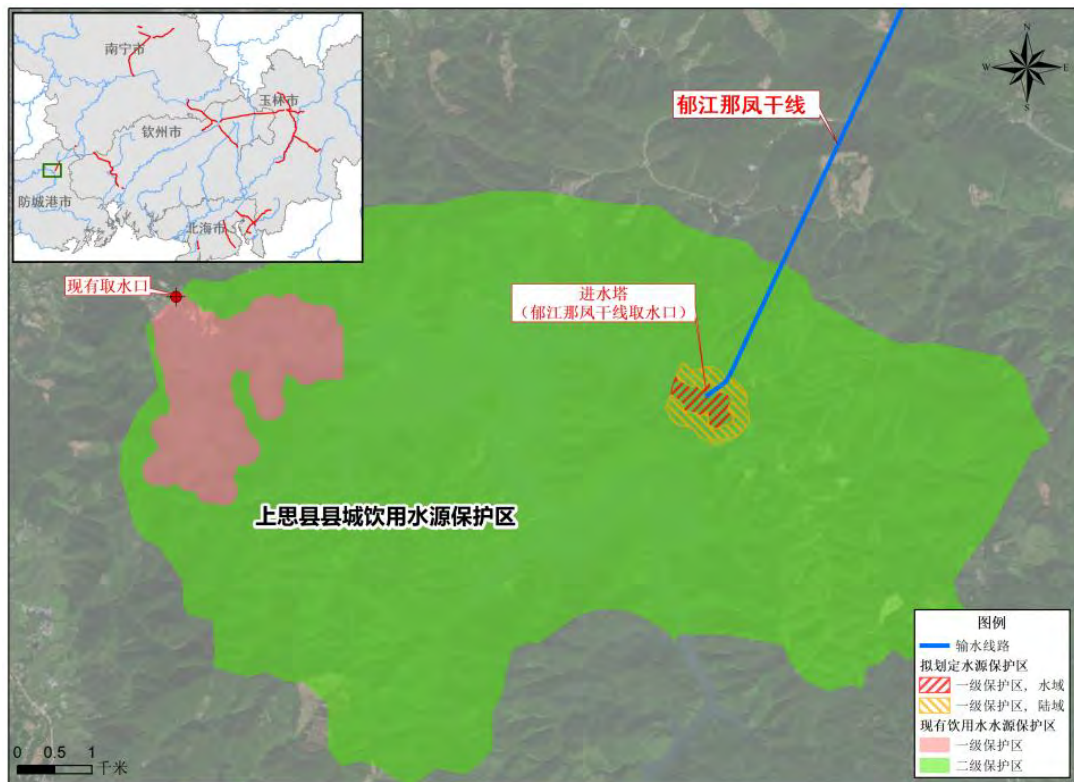 南宁市
玉林市
钦州市
防城港市
北海市
N
W
E
S
郁江那凤干线
现有取水口
进水塔
（郁江那凤干线取水口）
上思县县城饮用水源保护区
图例
输水线路
拟划定水源保护区
一级保护区，水域
一级保护区，陆域
现有饮用水水源保护区
一级保护区
二级保护区
0 0.5 1
千米